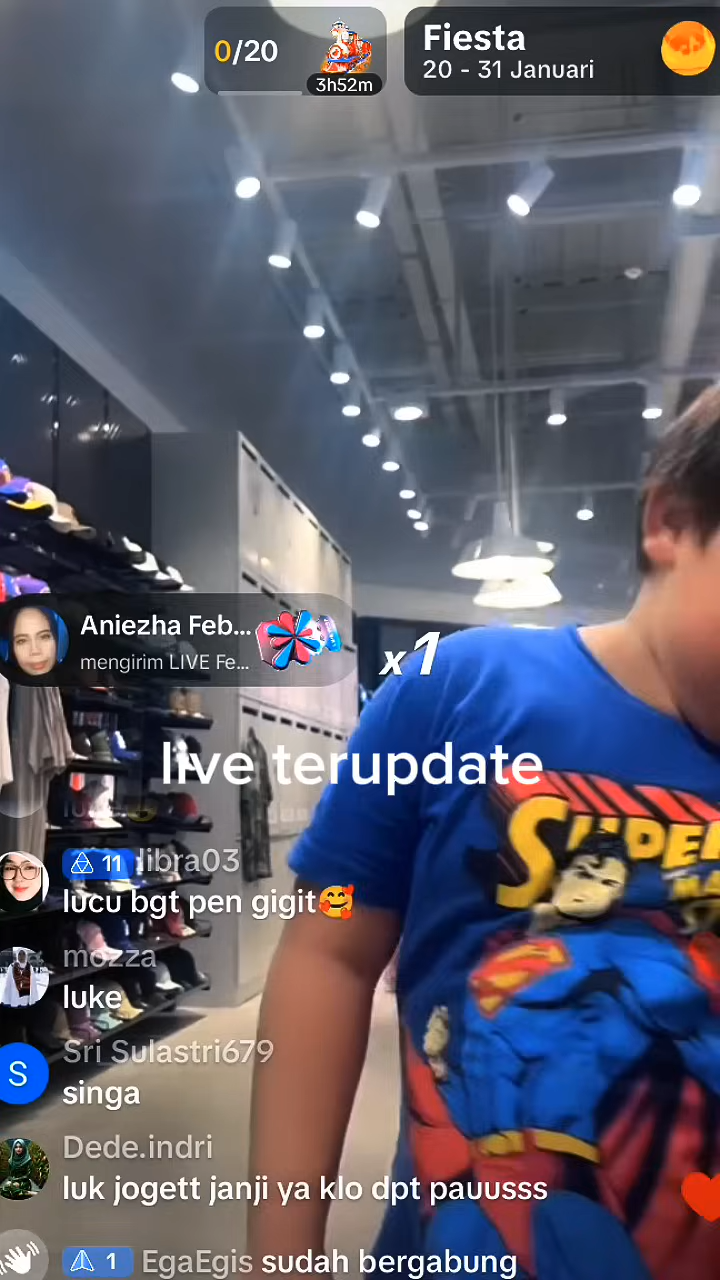 0/20
3h52m
Fiesta
20 - 31 Januari
Aniezha Feb...
mengirim LIVE Fe...
x1
live terupdate
11 libra03
lucu bgt pen gigit🥰
mozza
luke
S
Sri Sulastri679
singa
Dede.indri
luk jogett janji ya klo dpt pauusss
1 EgaEgis sudah bergabung
SUPER
MA